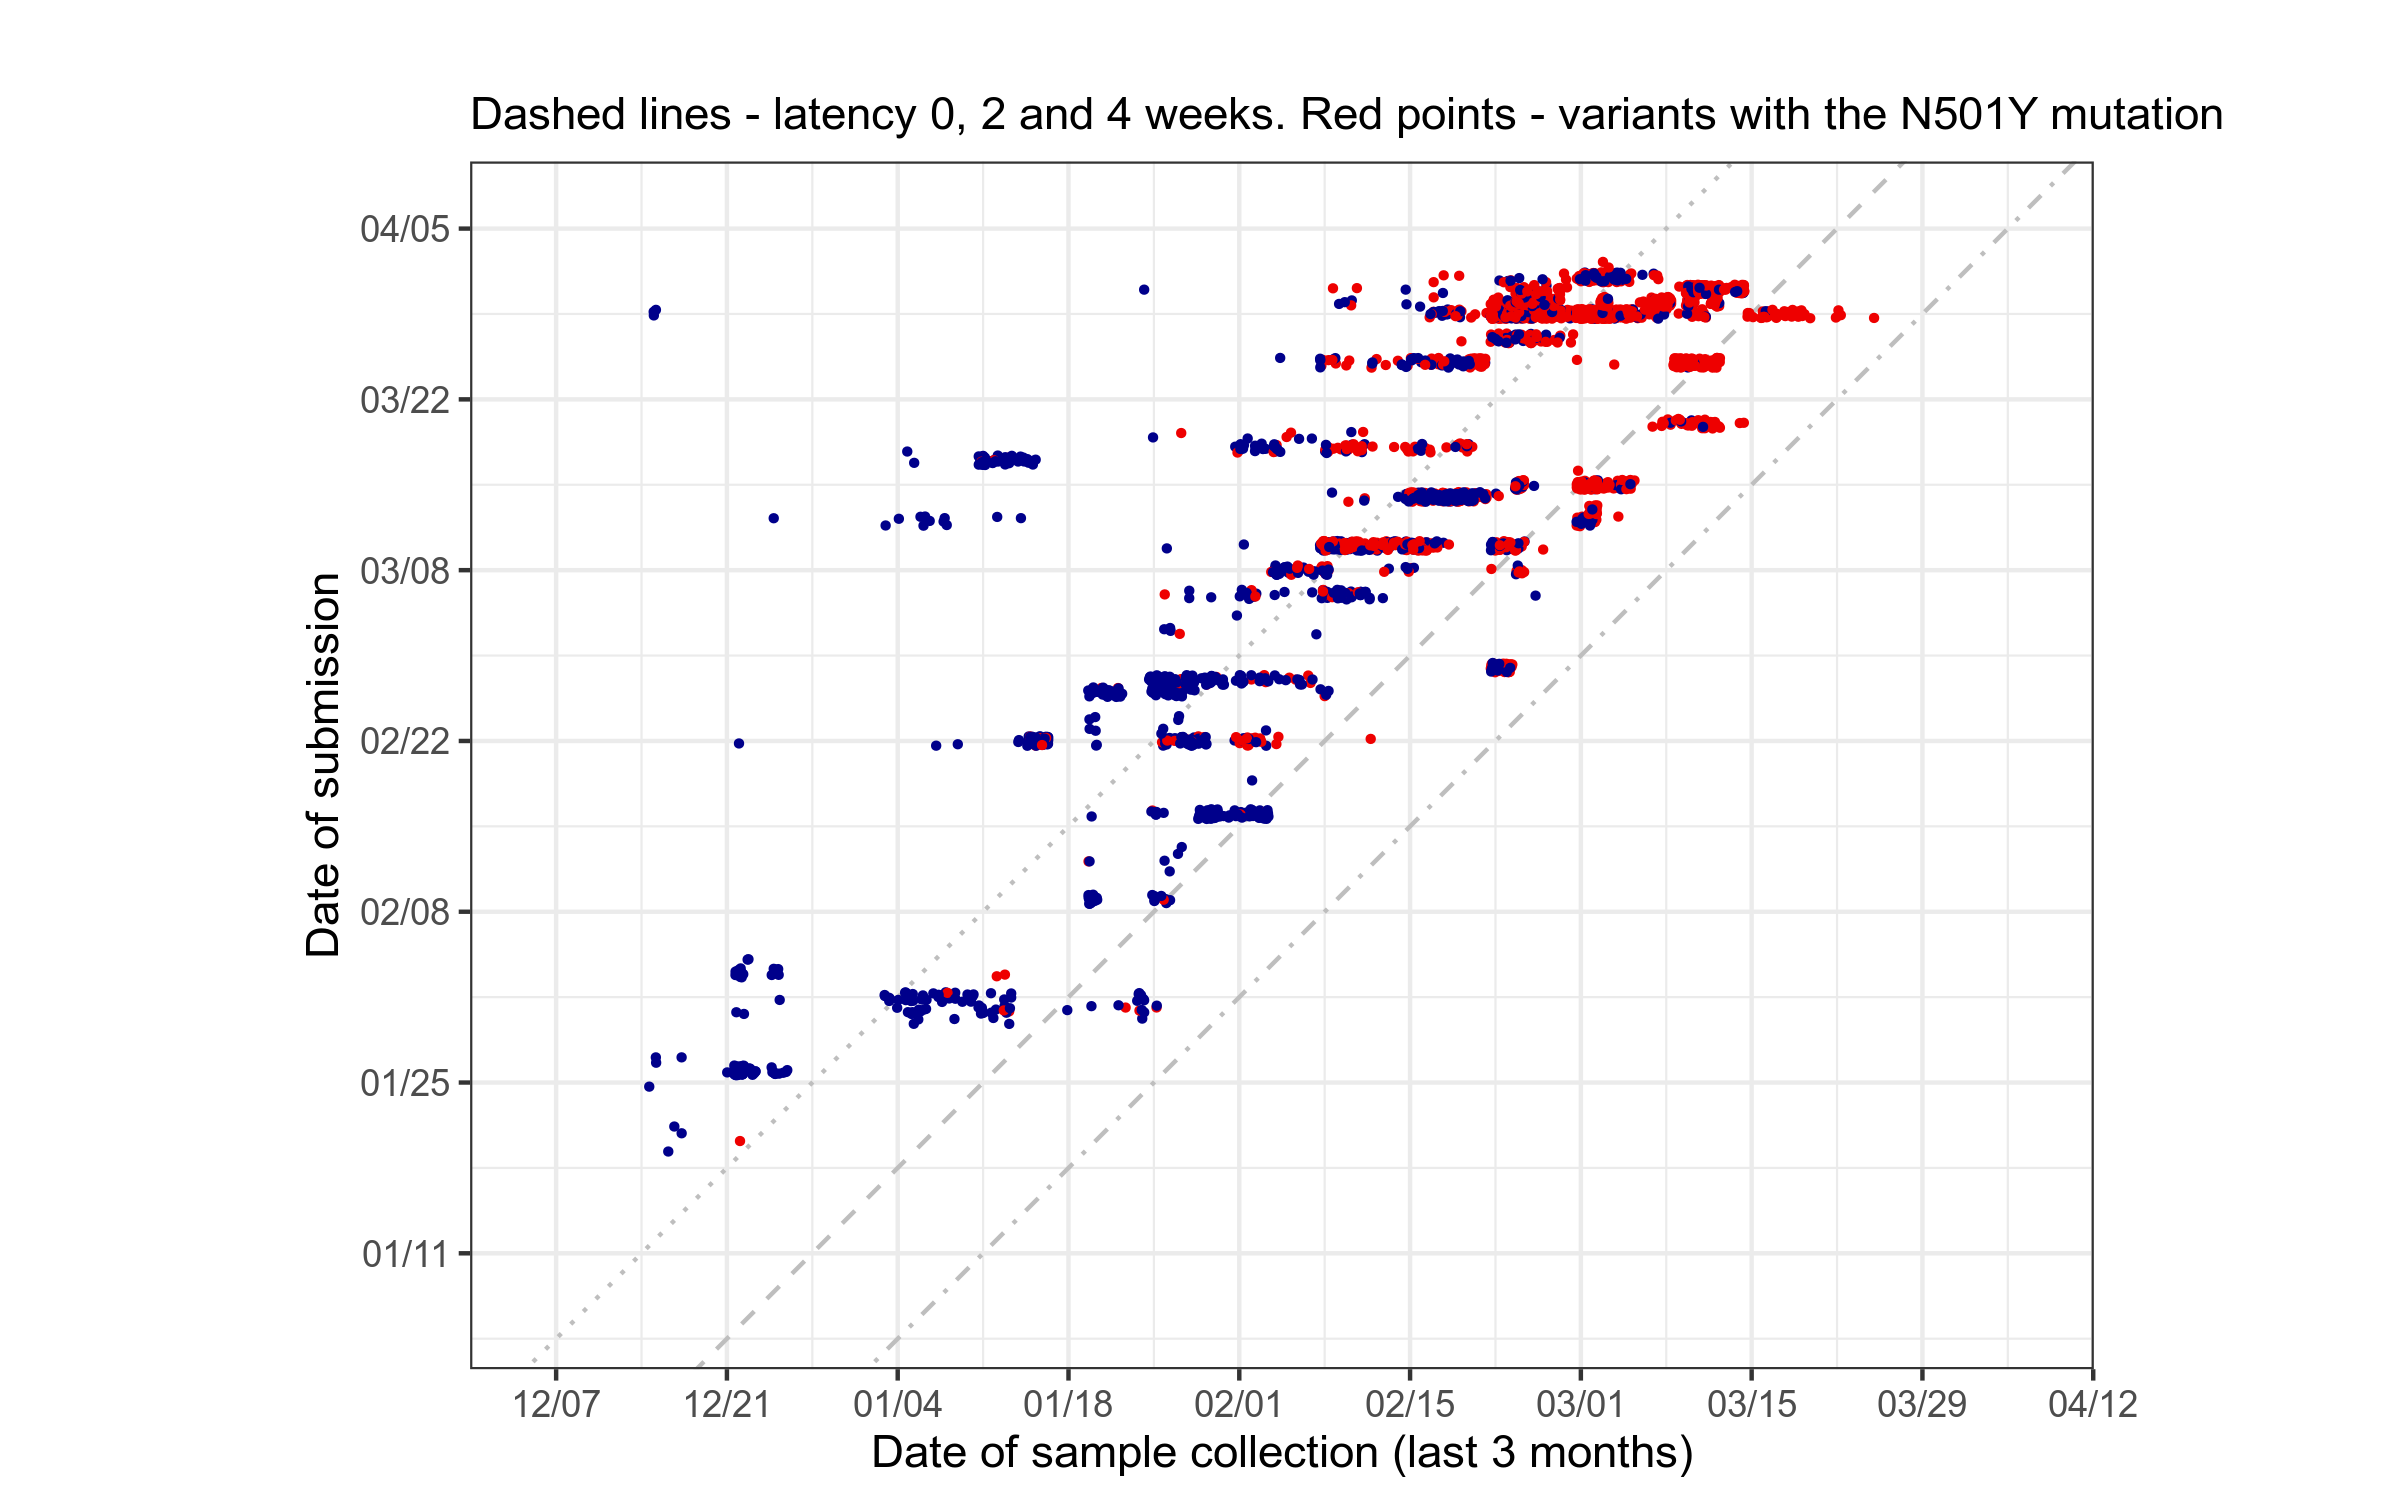 Dashed lines - latency 0, 2 and 4 weeks. Red points - variants with the N501Y mutation
Date of submission
04/05
03/22
03/08
02/22
02/08
01/25
01/11
12/07 12/21 01/04 01/18 02/01 02/15 03/01 03/15 03/29 04/12
Date of sample collection (last 3 months)